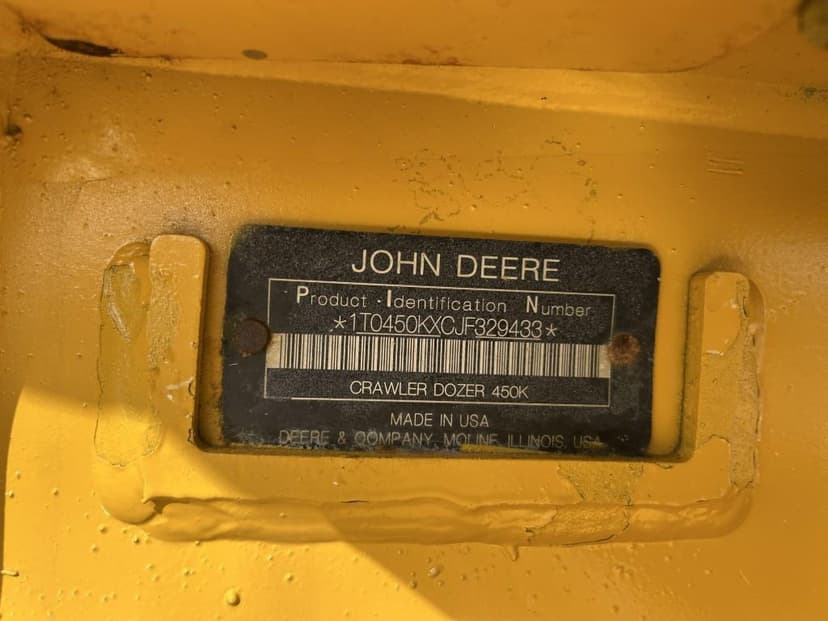 JOHN DEERE
Product Identification Number
*1T0450KXCJF329433*
CRAWLER DOZER 450K
MADE IN USA
DEERE & COMPANY, MOLINE, ILLINOIS, USA